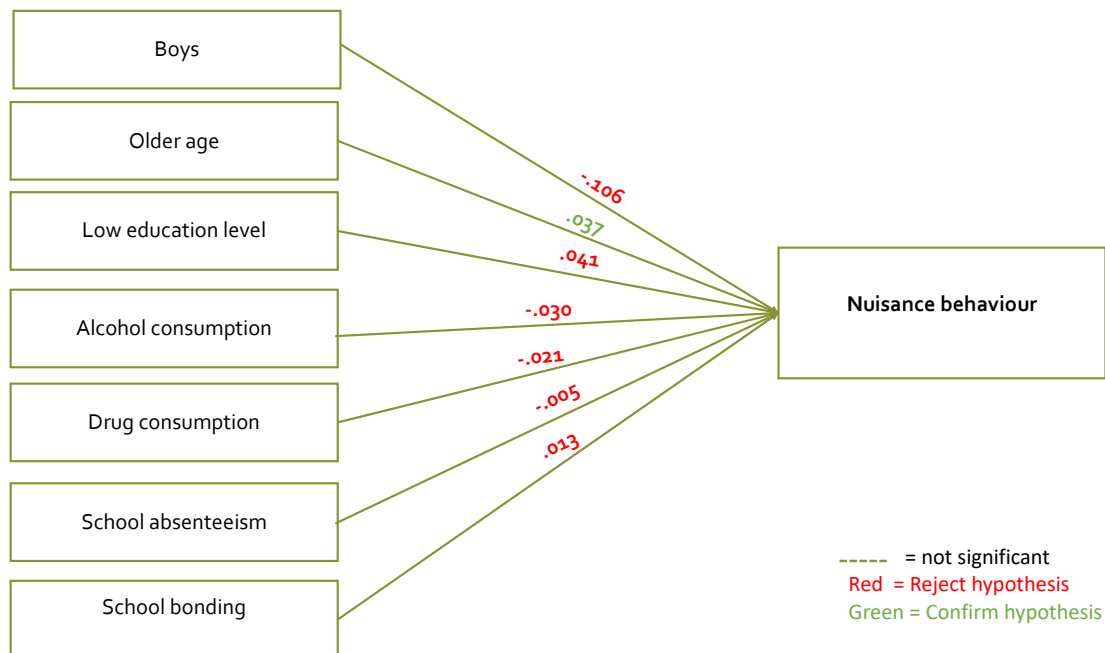 Boys
Older age
Low education level
Alcohol consumption
Drug consumption
School absenteeism
School bonding
-.106
.037
.041
-.030
-.021
-.005
.013
Nuisance behaviour
----- = not significant
Red = Reject hypothesis
Green = Confirm hypothesis